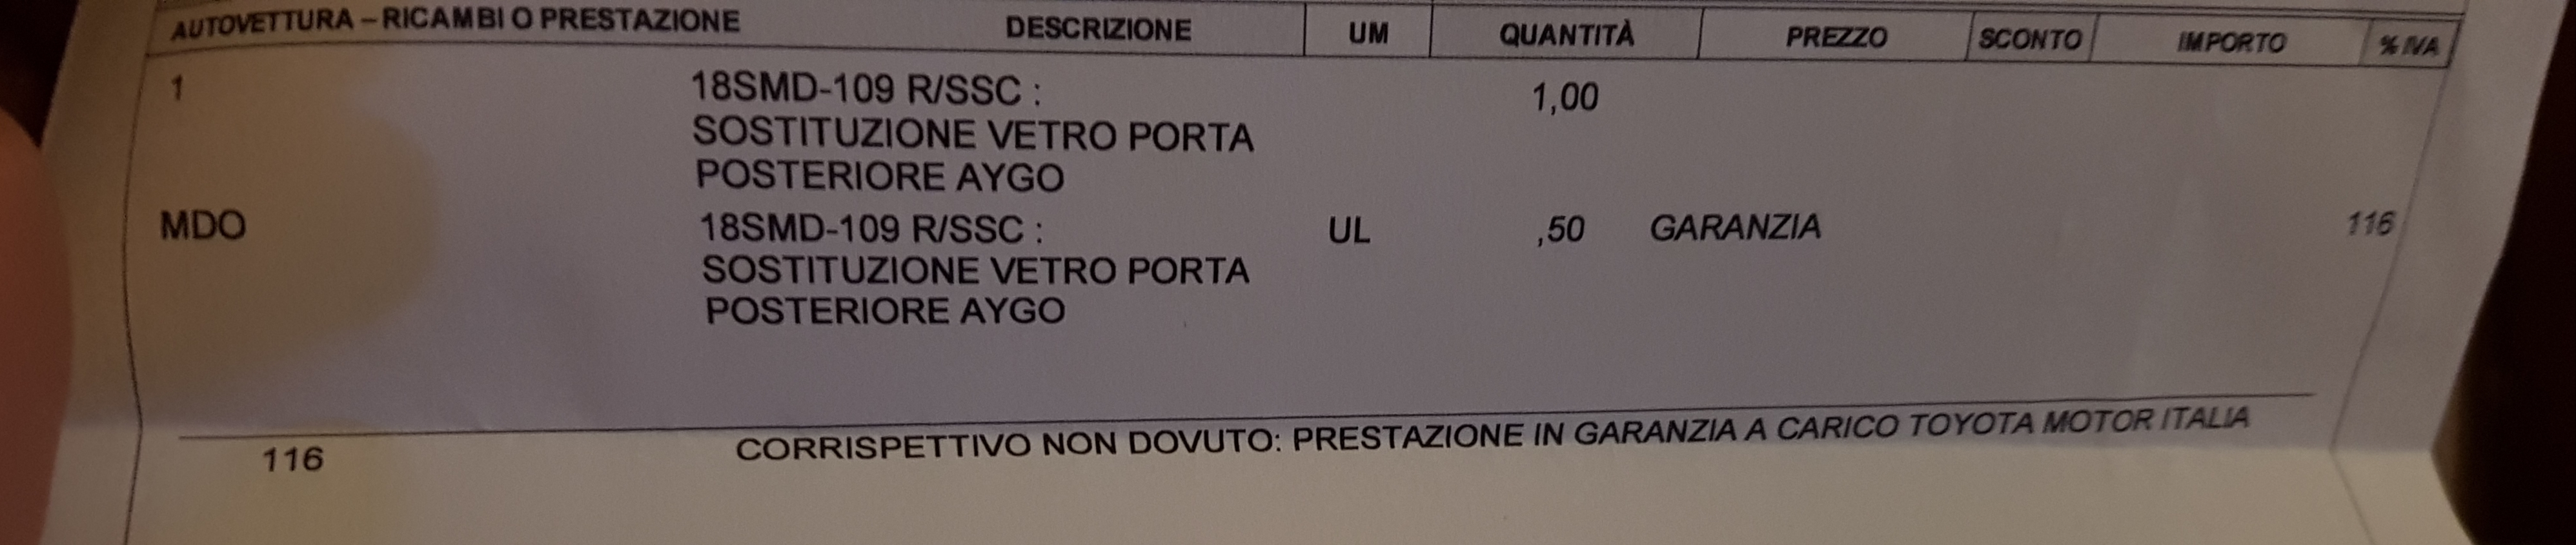 AUTOVETTURA – RICAMBI O PRESTAZIONE DESCRIZIONE UM QUANTITÀ PREZZO SCONTO IMPORTO % IVA
1 18SMD-109 R/SSC : 1,00
SOSTITUZIONE VETRO PORTA
POSTERIORE AYGO
MDO 18SMD-109 R/SSC : UL ,50 GARANZIA 116
SOSTITUZIONE VETRO PORTA
POSTERIORE AYGO
116 CORRISPETTIVO NON DOVUTO: PRESTAZIONE IN GARANZIA A CARICO TOYOTA MOTOR ITALIA